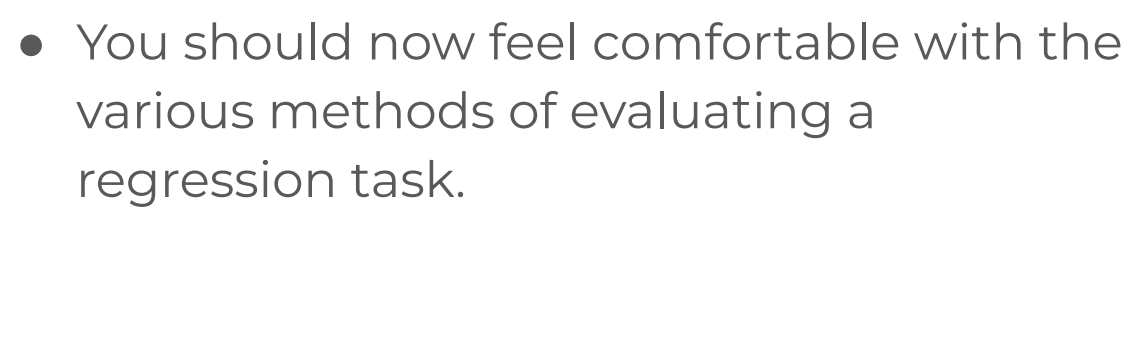 ● You should now feel comfortable with the
various methods of evaluating a
regression task.